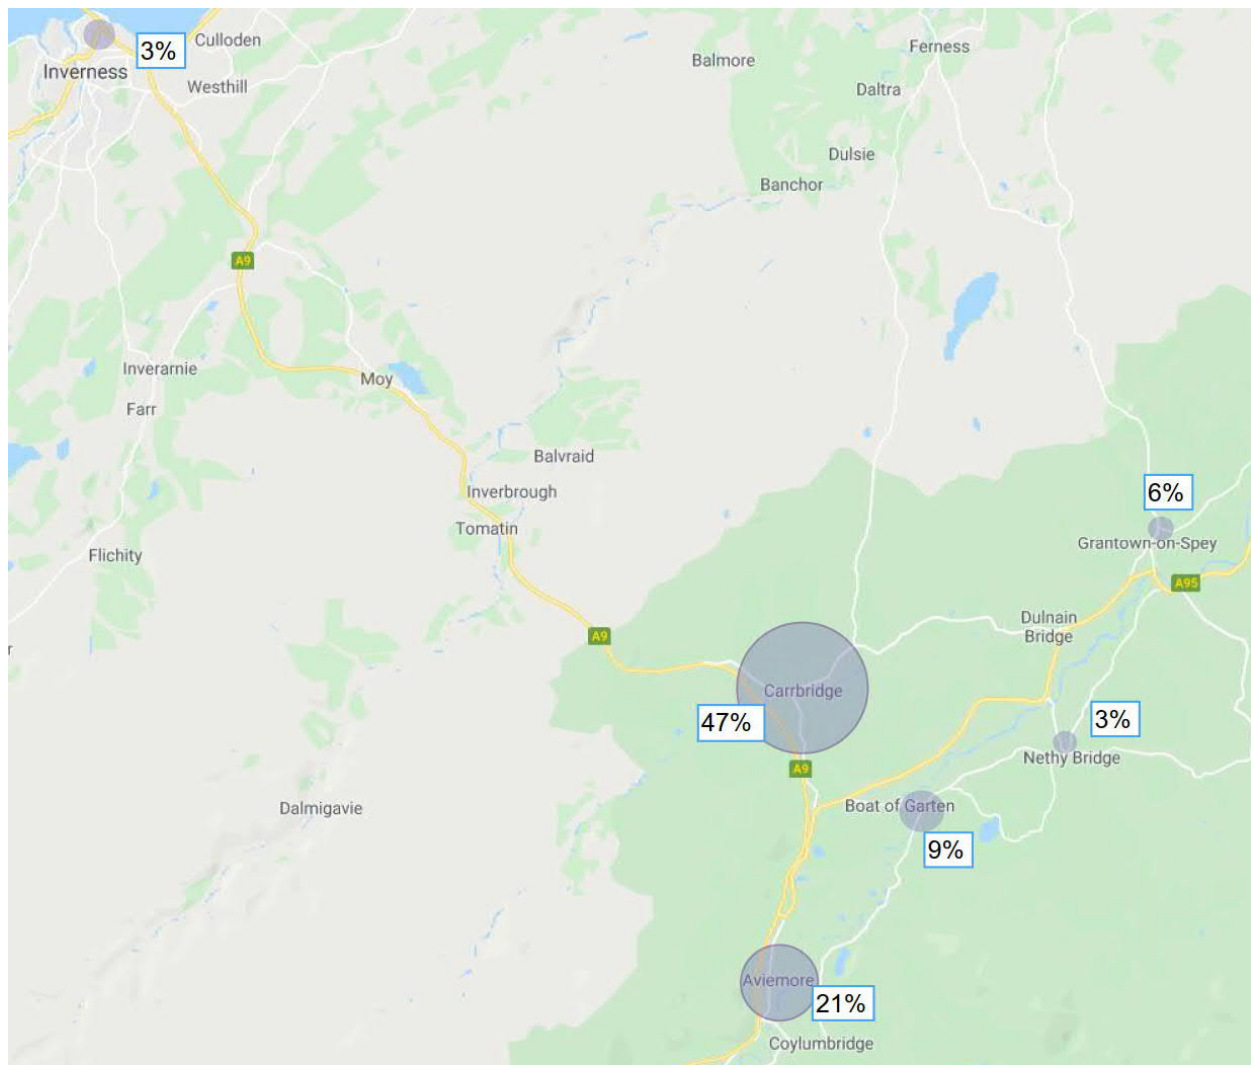 Culloden
3%
Inverness
Westhill
Balmore
Ferness
Daltra
Dulsie
Banchor
A9
Inverarnie
Moy
Farr
Balvraid
Inverbrough
Tomatin
Flichity
6%
Grantown-on-Spey
A95
Dulnain
Bridge
A9
r
Carrbridge
47%
3%
Nethy Bridge
A9
Dalmigavie
Boat of Garten
9%
Aviemore
21%
Coylumbridge